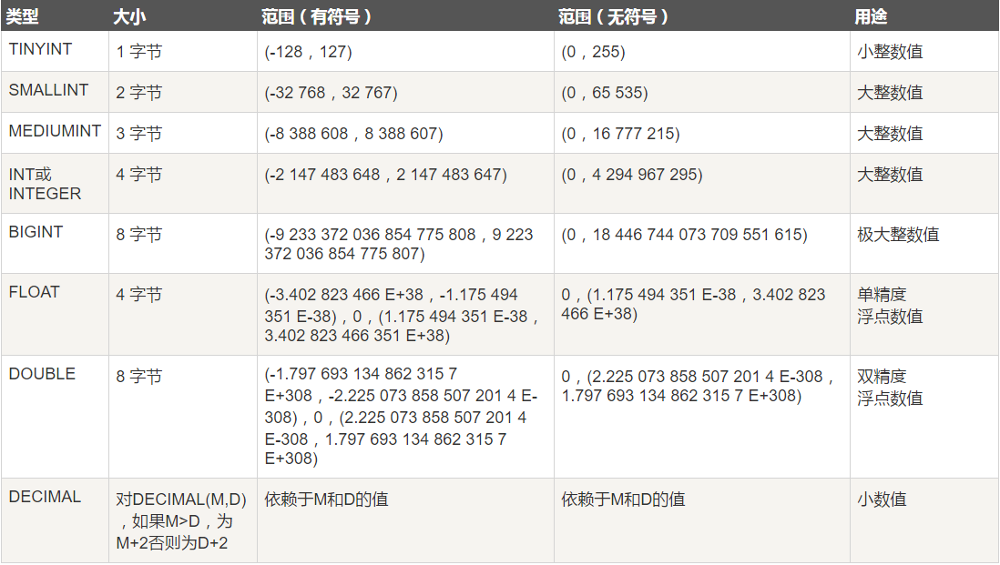 类型 大小 范围（有符号） 范围（无符号） 用途
TINYINT 1 字节 (-128，127) (0，255) 小整数值
SMALLINT 2 字节 (-32 768，32 767) (0，65 535) 大整数值
MEDIUMINT 3 字节 (-8 388 608，8 388 607) (0，16 777 215) 大整数值
INT或
INTEGER
4 字节 (-2 147 483 648，2 147 483 647) (0，4 294 967 295) 大整数值
BIGINT 8 字节
(-9 233 372 036 854 775 808，9 223
372 036 854 775 807)
(0，18 446 744 073 709 551 615) 极大整数值
FLOAT 4 字节
(-3.402 823 466 E+38，-1.175 494
351 E-38)，0，(1.175 494 351 E-38，
3.402 823 466 351 E+38)
0，(1.175 494 351 E-38，3.402 823
466 E+38)
单精度
浮点数值
DOUBLE 8 字节
(-1.797 693 134 862 315 7
E+308，-2.225 073 858 507 201 4 E-
308)，0，(2.225 073 858 507 201 4
E-308，1.797 693 134 862 315 7
E+308)
0，(2.225 073 858 507 201 4 E-308，
1.797 693 134 862 315 7 E+308)
双精度
浮点数值
DECIMAL
对DECIMAL(M,D)
，如果M>D，为
M+2否则为D+2
依赖于M和D的值 依赖于M和D的值 小数值